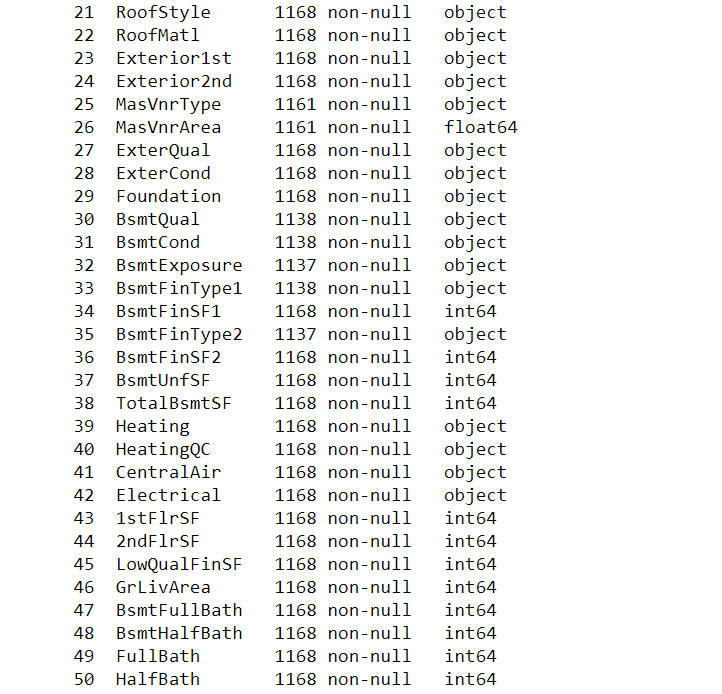 21 RoofStyle 1168 non-null object
22 RoofMatl 1168 non-null object
23 Exterior1st 1168 non-null object
24 Exterior2nd 1168 non-null object
25 MasVnrType 1161 non-null object
26 MasVnrArea 1161 non-null float64
27 ExterQual 1168 non-null object
28 ExterCond 1168 non-null object
29 Foundation 1168 non-null object
30 BsmtQual 1138 non-null object
31 BsmtCond 1138 non-null object
32 BsmtExposure 1137 non-null object
33 BsmtFinType1 1138 non-null object
34 BsmtFinSF1 1168 non-null int64
35 BsmtFinType2 1137 non-null object
36 BsmtFinSF2 1168 non-null int64
37 BsmtUnfSF 1168 non-null int64
38 TotalBsmtSF 1168 non-null int64
39 Heating 1168 non-null object
40 HeatingQC 1168 non-null object
41 CentralAir 1168 non-null object
42 Electrical 1168 non-null object
43 1stFlrSF 1168 non-null int64
44 2ndFlrSF 1168 non-null int64
45 LowQualFinSF 1168 non-null int64
46 GrLivArea 1168 non-null int64
47 BsmtFullBath 1168 non-null int64
48 BsmtHalfBath 1168 non-null int64
49 FullBath 1168 non-null int64
50 HalfBath 1168 non-null int64